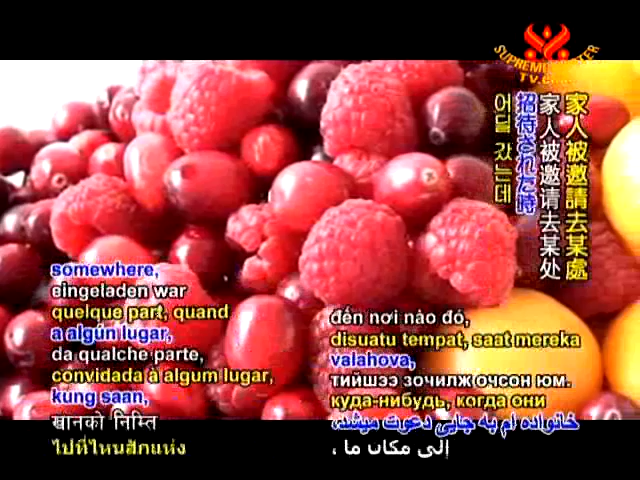 SUPREME MASTER
家人被邀請去某處
家人被邀请去某处
招待された時
어딜 갔는데
somewhere,
eingeladen war
quelque part, quand
a algún lugar,
da qualche parte,
convidada a algum lugar,
kung saan,
खानको निम्ति
ไปที่ไหนสักแห่ง
đến nơi nào đó,
disuatu tempat, saat mereka
valahova,
тийшээ зочилж очсон юм.
куда-нибудь, когда они
خانواده ام به جایی دعوت میشد،
إلى مكان ما ،